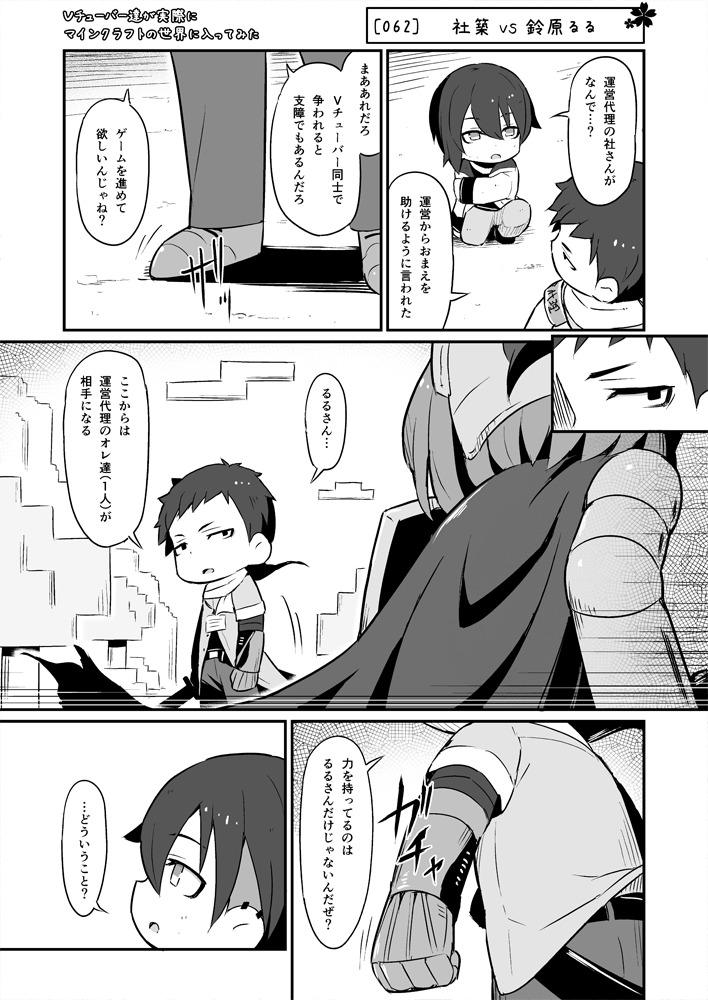 Vチューバー達が実際に
マインクラフトの世界に入ってみた
[062] 社築 vs 鈴原るる
運営代理の社さんが
なんで…?
運営からおまえを
助けるように言われた
まああれだろ
Vチューバー同士で
争われると
支障でもあるんだろ
ゲームを進めて
欲しいんじゃね?
ザッ
るるさん…
ここからは
運営代理のオレ達(1人)が
相手になる
力を持ってるのは
るるさんだけじゃないんだぜ?
ガチャ
…どういうこと?